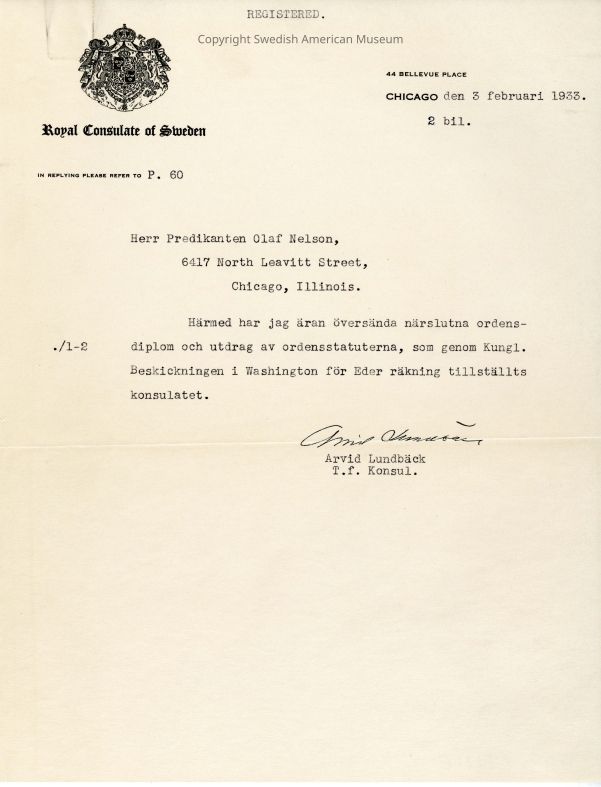 REGISTERED.
Copyright Swedish American Museum
44 BELLEVUE PLACE
CHICAGO den 3 februari 1933.
2 bil.
Royal Consulate of Sweden
IN REPLYING PLEASE REFER TO P. 60
Herr Predikanten Olaf Nelson,
6417 North Leavitt Street,
Chicago, Illinois.
Härmed har jag äran översända närslutna ordens-
./1-2 diplom och utdrag av ordensstatuterna, som genom Kungl.
Beskickningen i Washington för Eder räkning tillställts
konsulatet.
Arvid Lundbäck
Arvid Lundbäck
T.f. Konsul.